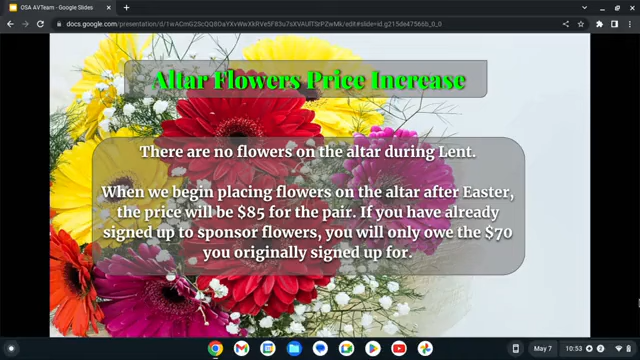 OSA AVTeam - Google Slides
docs.google.com/presentation/d/1wACmG2ScQQ8DaYXvWwXkRVe5F83u7sXVAUlTSrPZwMk/edit#slide=id.g215de47456b_0_0
Altar Flowers Price Increase
There are no flowers on the altar during Lent.
When we begin placing flowers on the altar after Easter,
the price will be $85 for the pair. If you have already
signed up to sponsor flowers, you will only owe the $70
you originally signed up for.
May 7
10:53